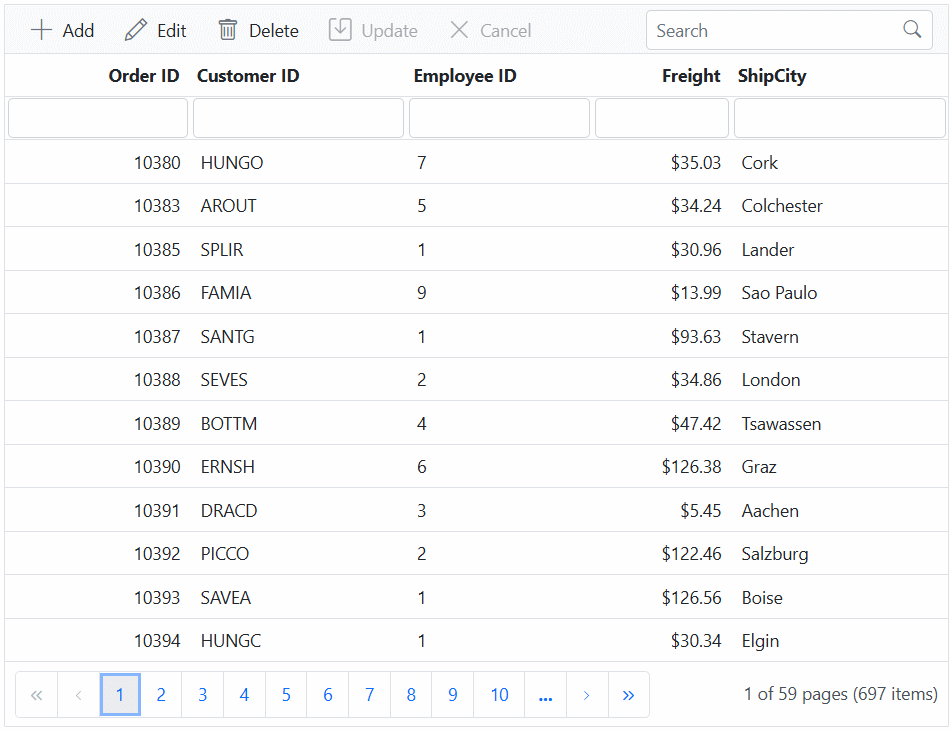 Add Edit Delete Update Cancel Search
Order ID Customer ID Employee ID Freight ShipCity
10380 HUNGO 7 $35.03 Cork
10383 AROUT 5 $34.24 Colchester
10385 SPLIR 1 $30.96 Lander
10386 FAMIA 9 $13.99 Sao Paulo
10387 SANTG 1 $93.63 Stavern
10388 SEVES 2 $34.86 London
10389 BOTTM 4 $47.42 Tsawassen
10390 ERNSH 6 $126.38 Graz
10391 DRACD 3 $5.45 Aachen
10392 PICCO 2 $122.46 Salzburg
10393 SAVEA 1 $126.56 Boise
10394 HUNGC 1 $30.34 Elgin
« ‹ 1 2 3 4 5 6 7 8 9 10 ... › » 1 of 59 pages (697 items)